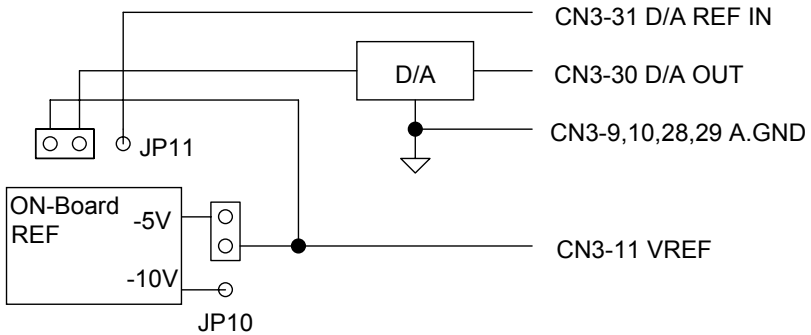 CN3-31 D/A REF IN
D/A
CN3-30 D/A OUT
CN3-9,10,28,29 A.GND
JP11
ON-Board
REF
-5V
-10V
CN3-11 VREF
JP10